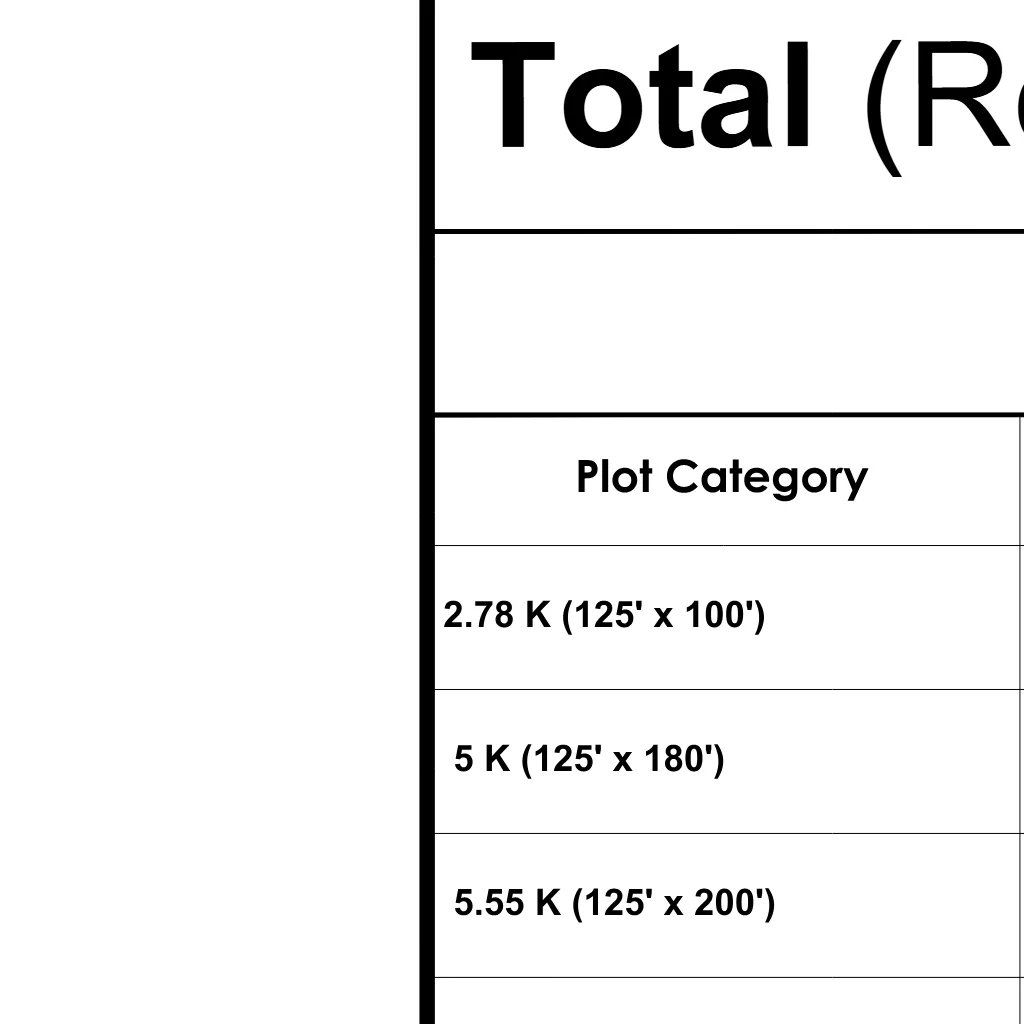 Total (R
Plot Category
2.78 K (125' x 100')
5 K (125' x 180')
5.55 K (125' x 200')